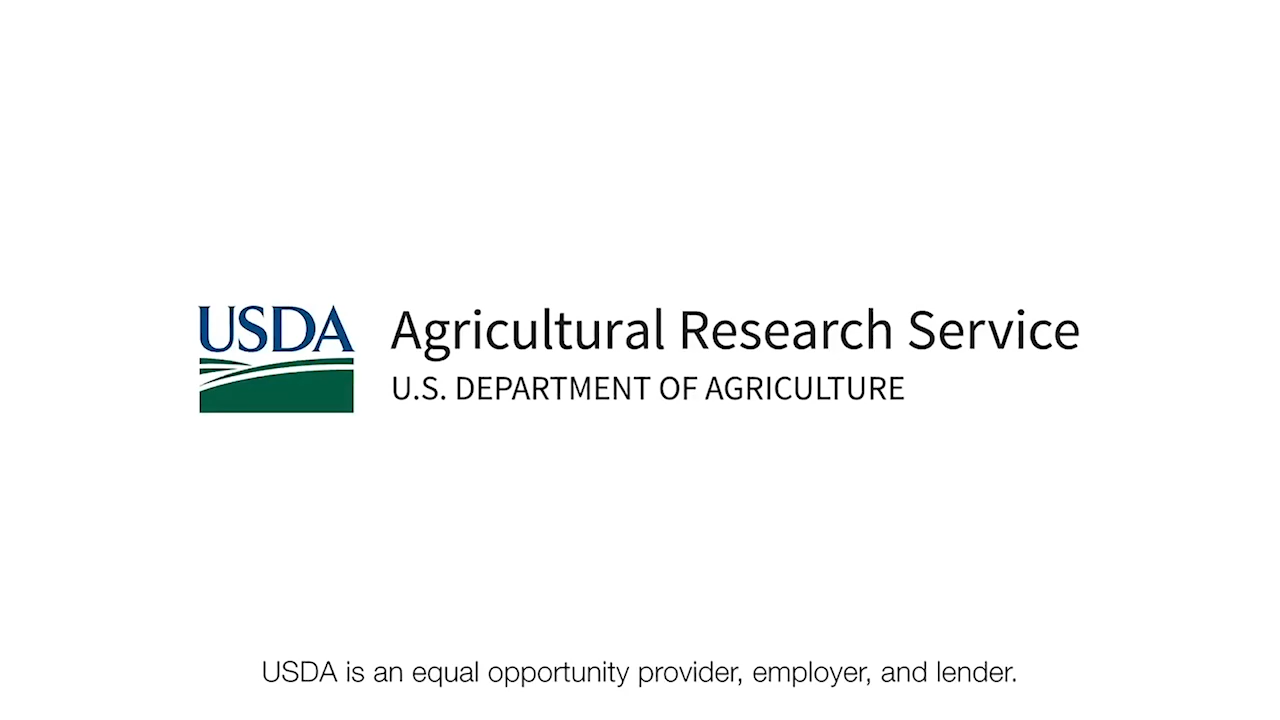 USDA
Agricultural Research Service
U.S. DEPARTMENT OF AGRICULTURE
USDA is an equal opportunity provider, employer, and lender.